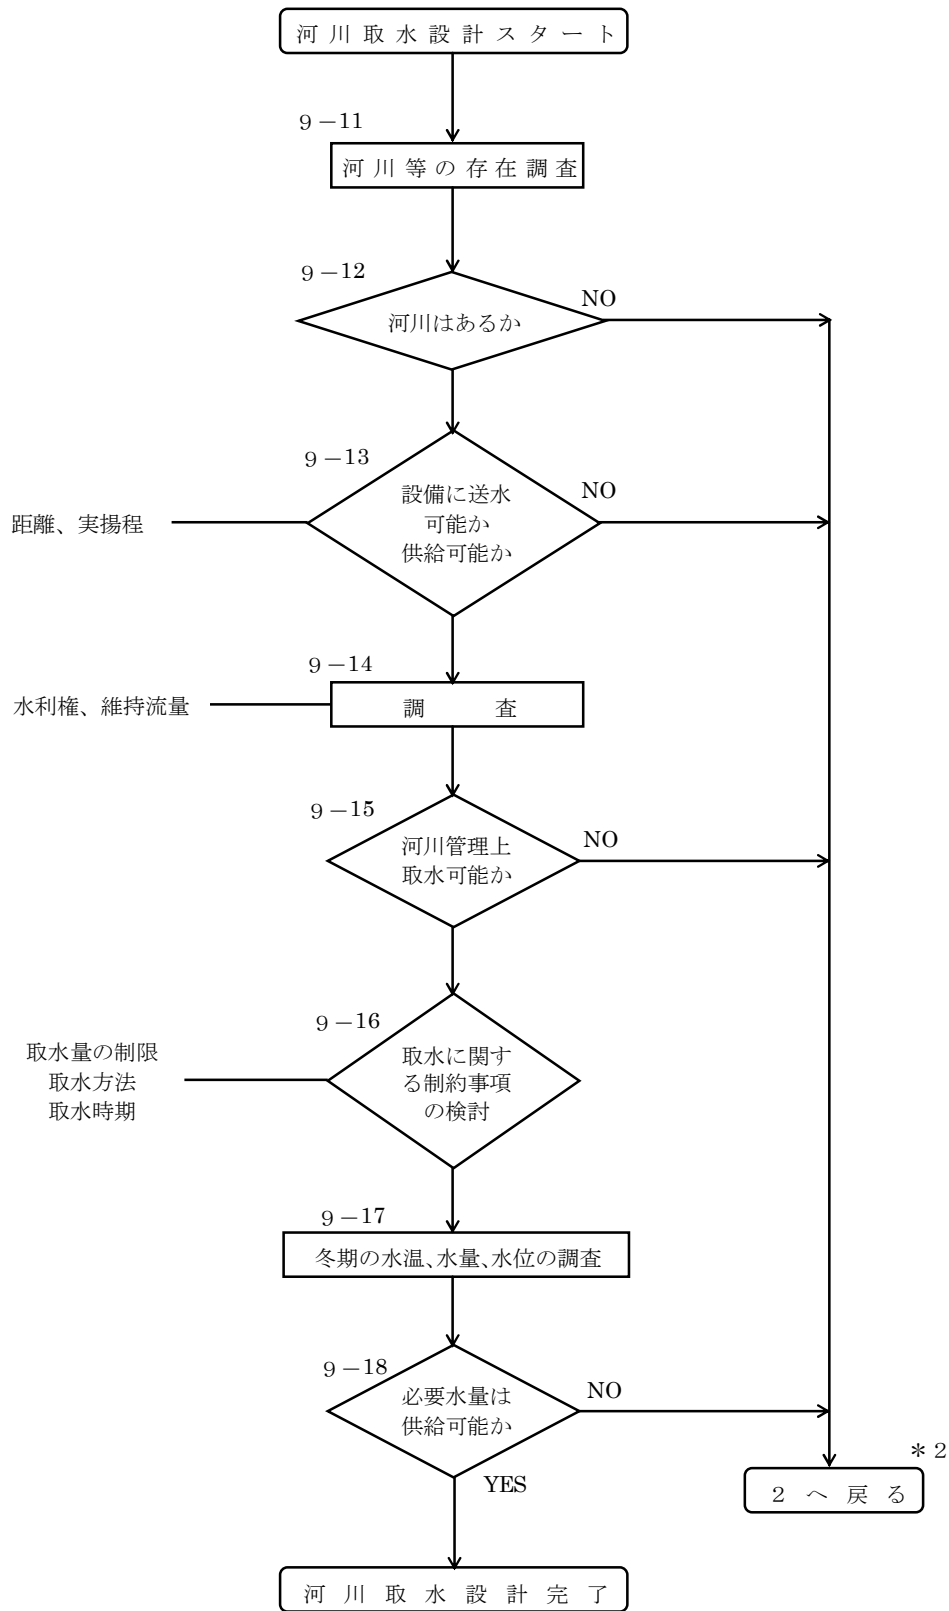 河川取水設計スタート
９－11
河川等の存在調査
９－12
河川はあるか
NO
９－13
設備に送水
可能か
供給可能か
NO
距離、実揚程
９－14
調　　査
水利権、維持流量
９－15
河川管理上
取水可能か
NO
９－16
取水に関す
る制約事項
の検討
取水量の制限
取水方法
取水時期
９－17
冬期の水温、水量、水位の調査
９－18
必要水量は
供給可能か
NO
YES
＊２
２へ戻る
河川取水設計完了